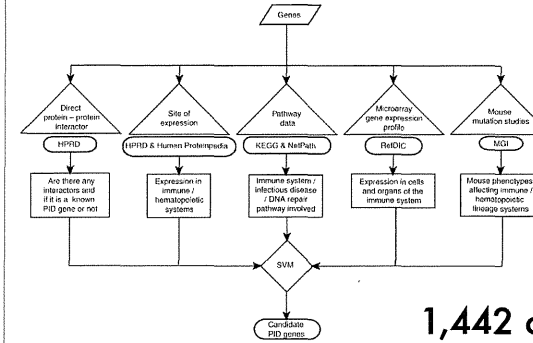 Genes
Direct
protein – protein
interactor
Site of
expression
Pathway
data
Microarray
gene expression
profile
Mouse
mutation studies
HPRD
HPRD & Human Proteinpedia
KEGG & NetPath
RefDIC
MGI
Are there any
interactors and
if it is a known
PID gene or not
Expression in
immune /
hematopoietic
systems
Immune system /
infectious disease
/ DNA repair
pathway involved
Expression in cells
and organs of the
immune system
Mouse phenotypes
affecting immune /
hematopoietic
lineage systems
SVM
Candidate
PID genes
1,442 c